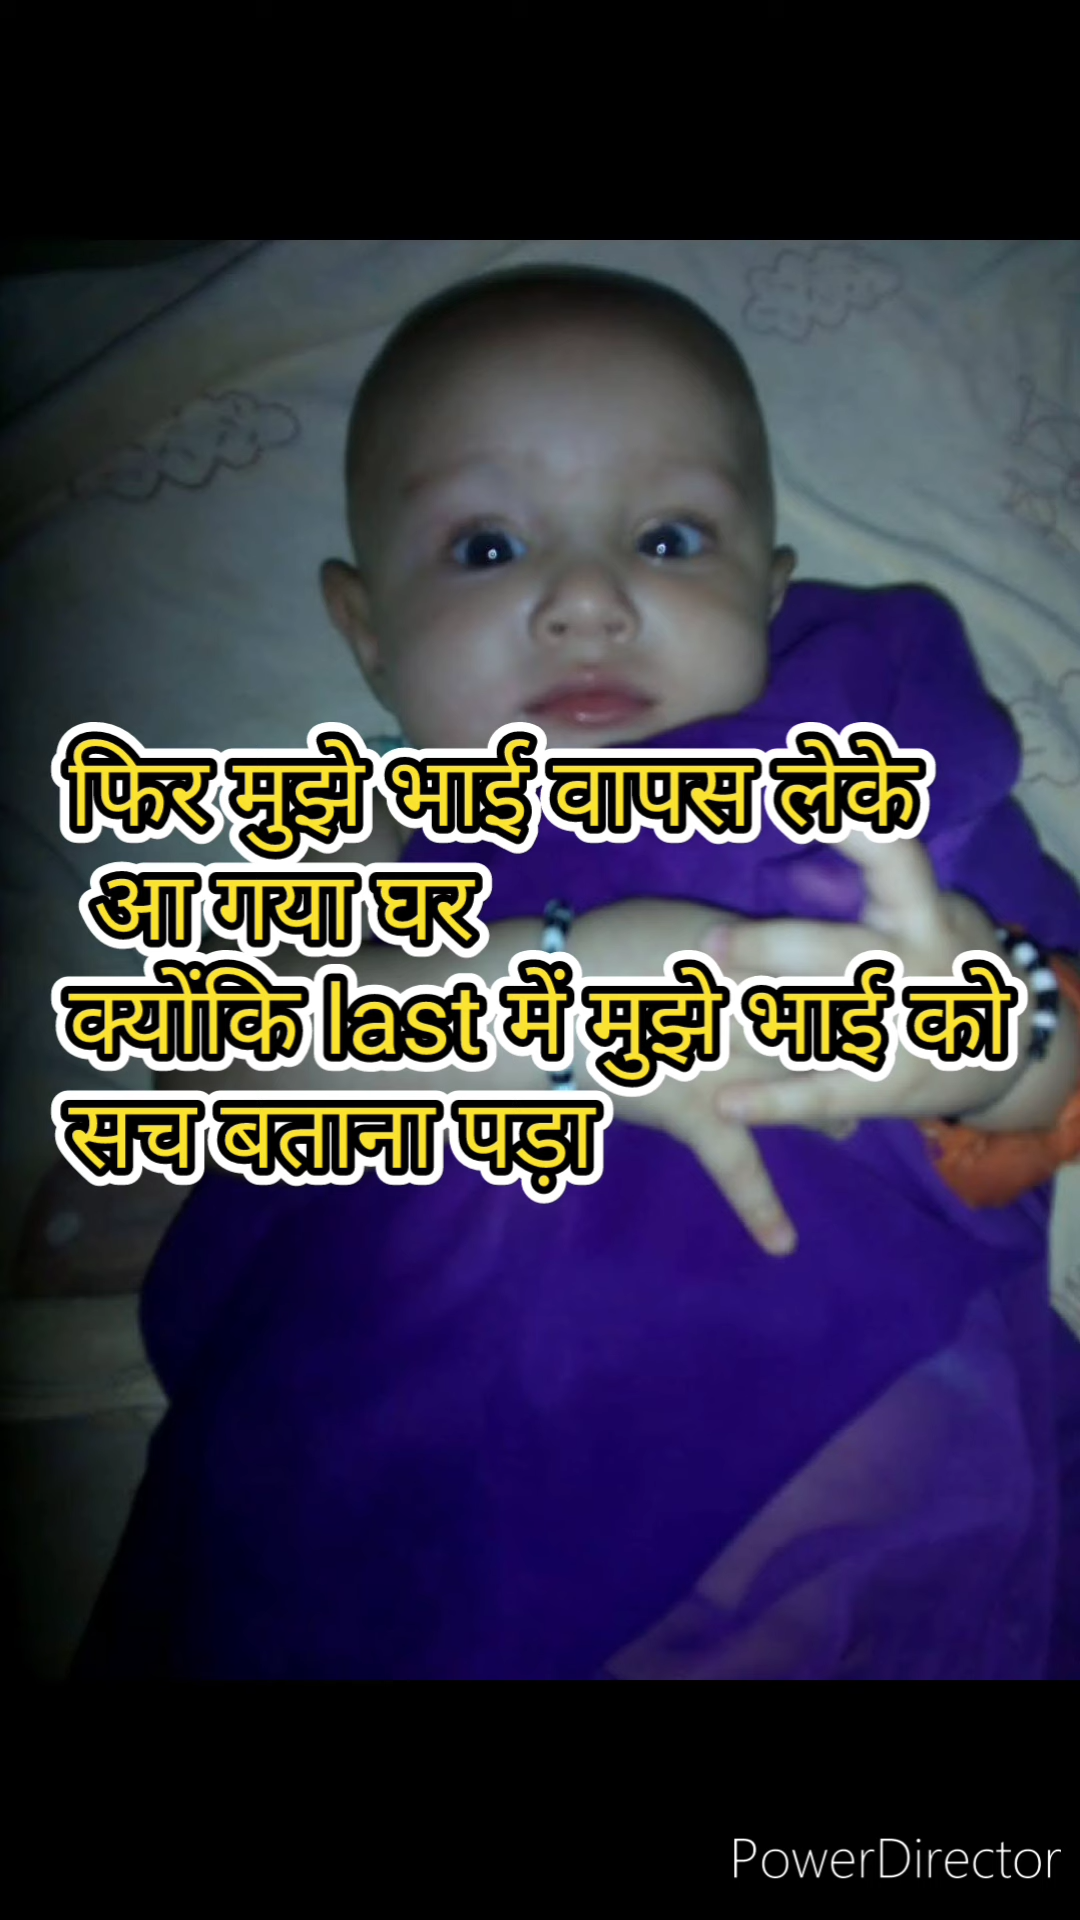 फिर मुझे भाई वापस लेके
आ गया घर
क्योंकि last में मुझे भाई को
सच बताना पड़ा
PowerDirector